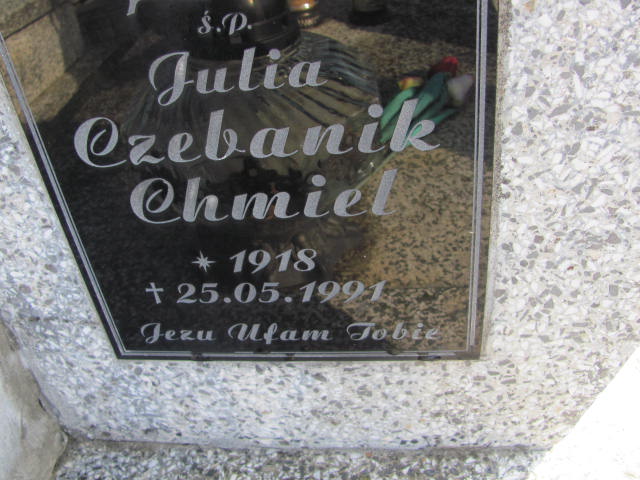 ś.p.
Julia
Czebanik
Chmiel
* 1918
† 25.05.1991
Jezu Ufam Tobie